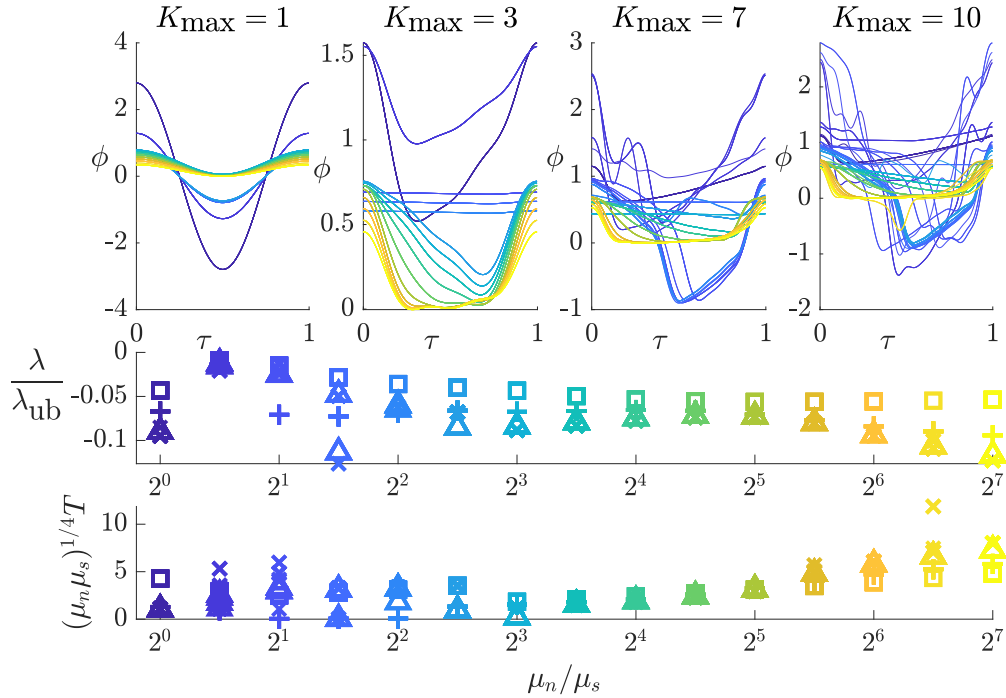 K_max = 1 K_max = 3 K_max = 7 K_max = 10
4 1.5 3 2
2 1 2 1
0 0.5 1 0
-2 0 0 -1
-4 -1 -2
ϕ ϕ ϕ ϕ
0 τ 1 0 τ 1 0 τ 1 0 τ 1
λ/λ_ub
0
-0.05
-0.1
2^0 2^1 2^2 2^3 2^4 2^5 2^6 2^7
(μ_n μ_s)^{1/4} T
10
5
0
2^0 2^1 2^2 2^3 2^4 2^5 2^6 2^7
μ_n/μ_s